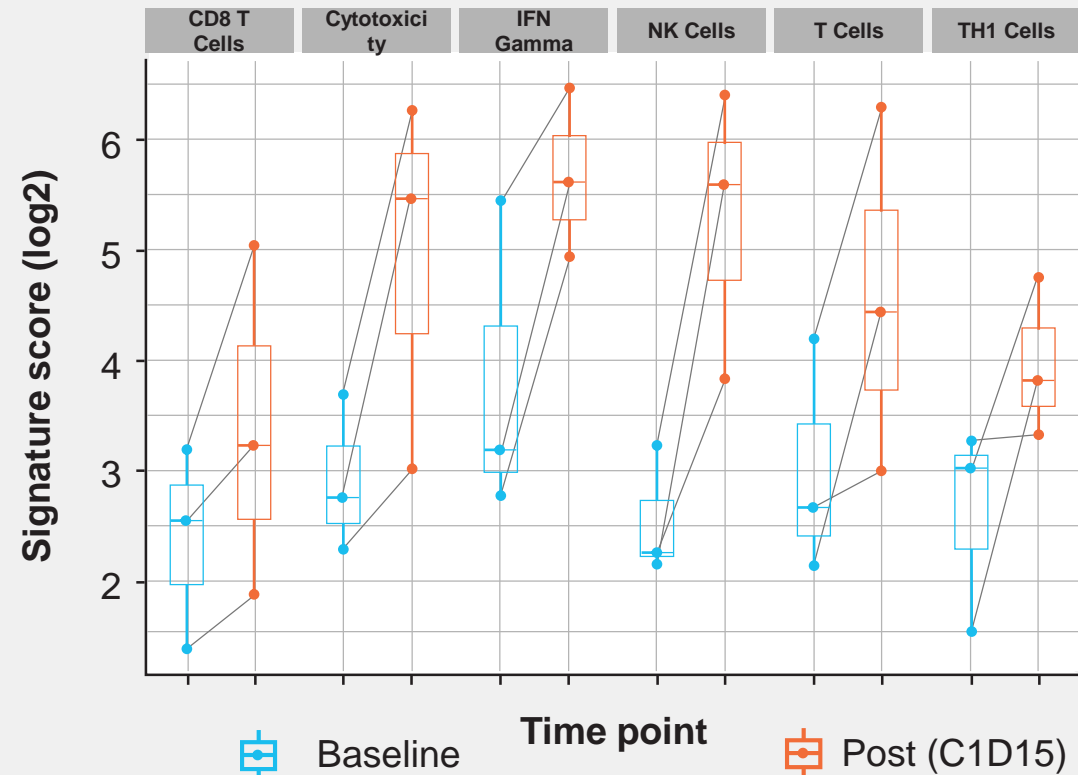 CD8 T
Cells
Cytotoxici
ty
IFN
Gamma
NK Cells
T Cells
TH1 Cells
Signature score (log2)
6
5
4
3
2
Time point
Baseline
Post (C1D15)